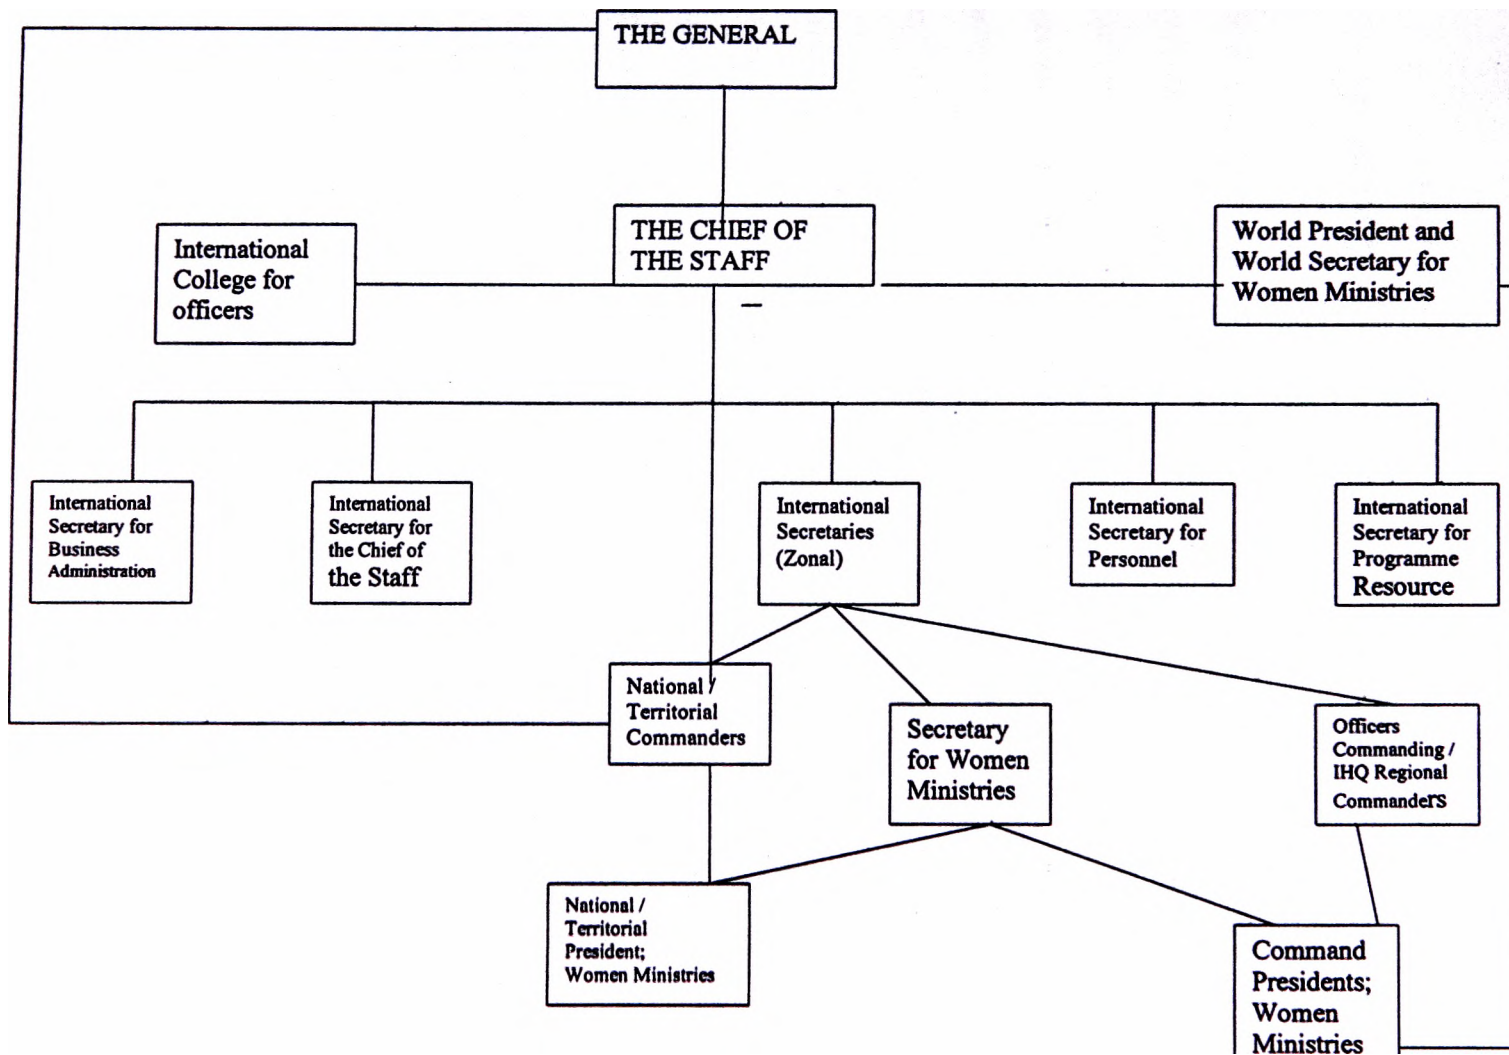 THE GENERAL
International
College for
officers
THE CHIEF OF
THE STAFF
World President and
World Secretary for
Women Ministries
International
Secretary for
Business
Administration
International
Secretary for
the Chief of
the Staff
International
Secretaries
(Zonal)
International
Secretary for
Personnel
International
Secretary for
Programme
Resource
National /
Territorial
Commanders
Secretary
for Women
Ministries
Officers
Commanding /
IHQ Regional
Commanders
National /
Territorial
President;
Women Ministries
Command
Presidents;
Women
Ministries